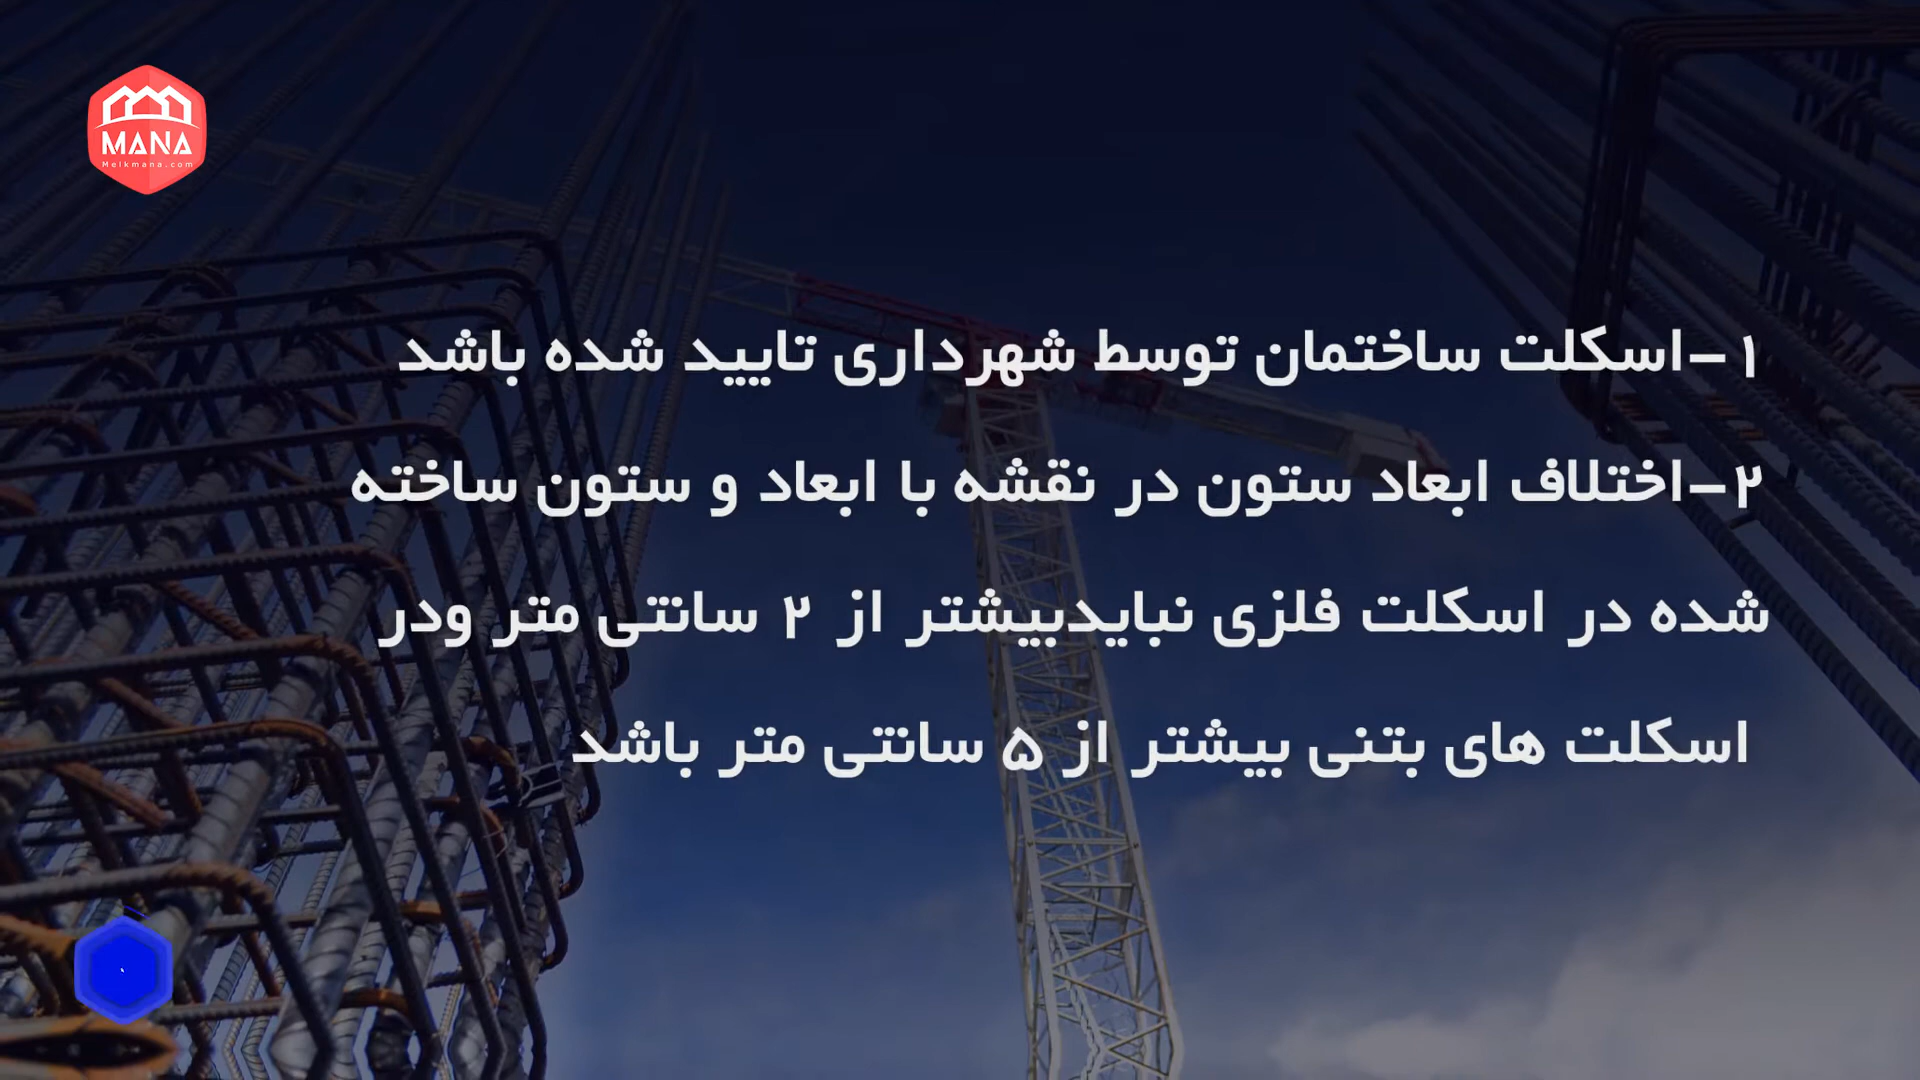 MANA
Melkmana.com
۱-اسکلت ساختمان توسط شهرداری تایید شده باشد
۲-اختلاف ابعاد ستون در نقشه با ابعاد و ستون ساخته
شده در اسکلت فلزی نبایدبیشتر از ۲ سانتی متر ودر
اسکلت های بتنی بیشتر از ۵ سانتی متر باشد